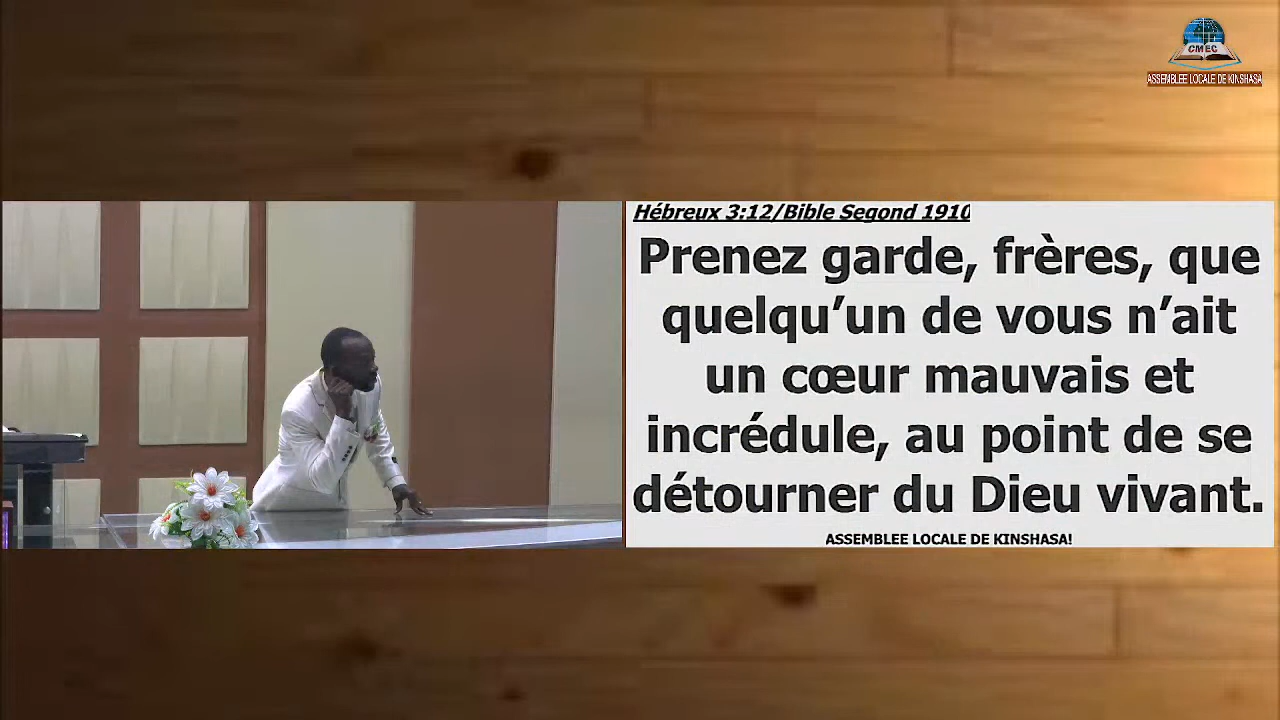 CMEC
ASSEMBLEE LOCALE DE KINSHASA
Hébreux 3:12/Bible Segond 1910
Prenez garde, frères, que
quelqu’un de vous n’ait
un cœur mauvais et
incrédule, au point de se
détourner du Dieu vivant.
ASSEMBLEE LOCALE DE KINSHASA!